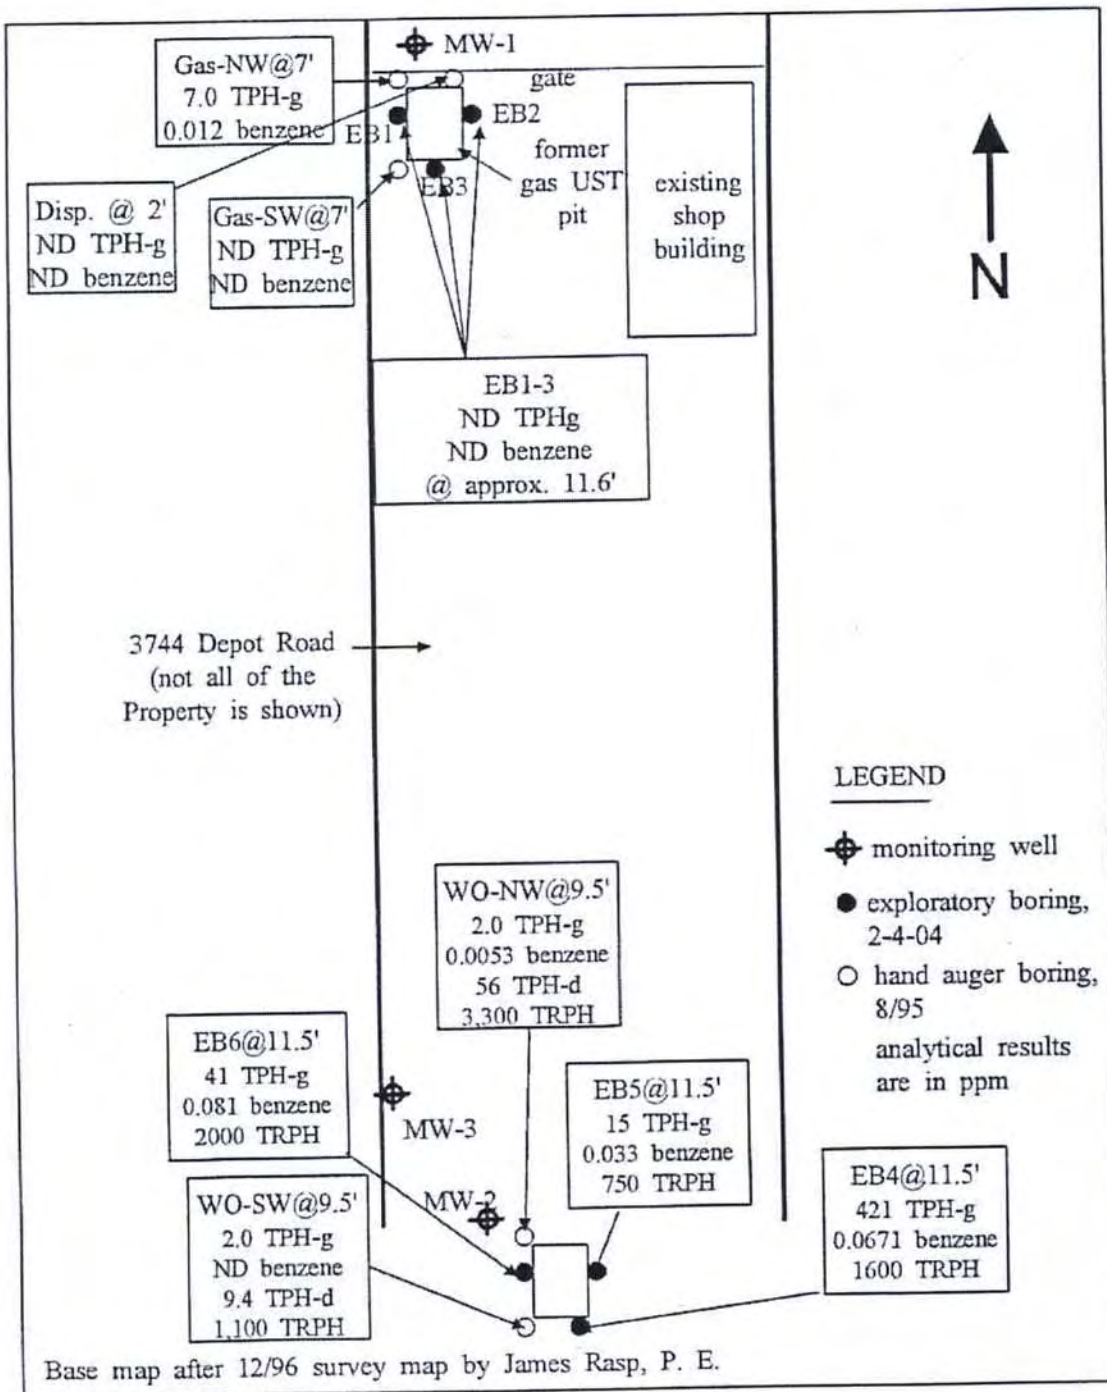 MW-1
Gas-NW@7'
7.0 TPH-g
0.012 benzene
gate
EB1
EB2
EB3
former
gas UST
pit
existing
shop
building
N
Disp. @ 2'
ND TPH-g
ND benzene
Gas-SW@7'
ND TPH-g
ND benzene
EB1-3
ND TPHg
ND benzene
@ approx. 11.6'
3744 Depot Road
(not all of the
Property is shown)
LEGEND
monitoring well
exploratory boring,
2-4-04
hand auger boring,
8/95
analytical results
are in ppm
WO-NW@9.5'
2.0 TPH-g
0.0053 benzene
56 TPH-d
3,300 TRPH
EB6@11.5'
41 TPH-g
0.081 benzene
2000 TRPH
MW-3
EB5@11.5'
15 TPH-g
0.033 benzene
750 TRPH
EB4@11.5'
421 TPH-g
0.0671 benzene
1600 TRPH
WO-SW@9.5'
2.0 TPH-g
ND benzene
9.4 TPH-d
1,100 TRPH
MW-2
Base map after 12/96 survey map by James Rasp, P. E.